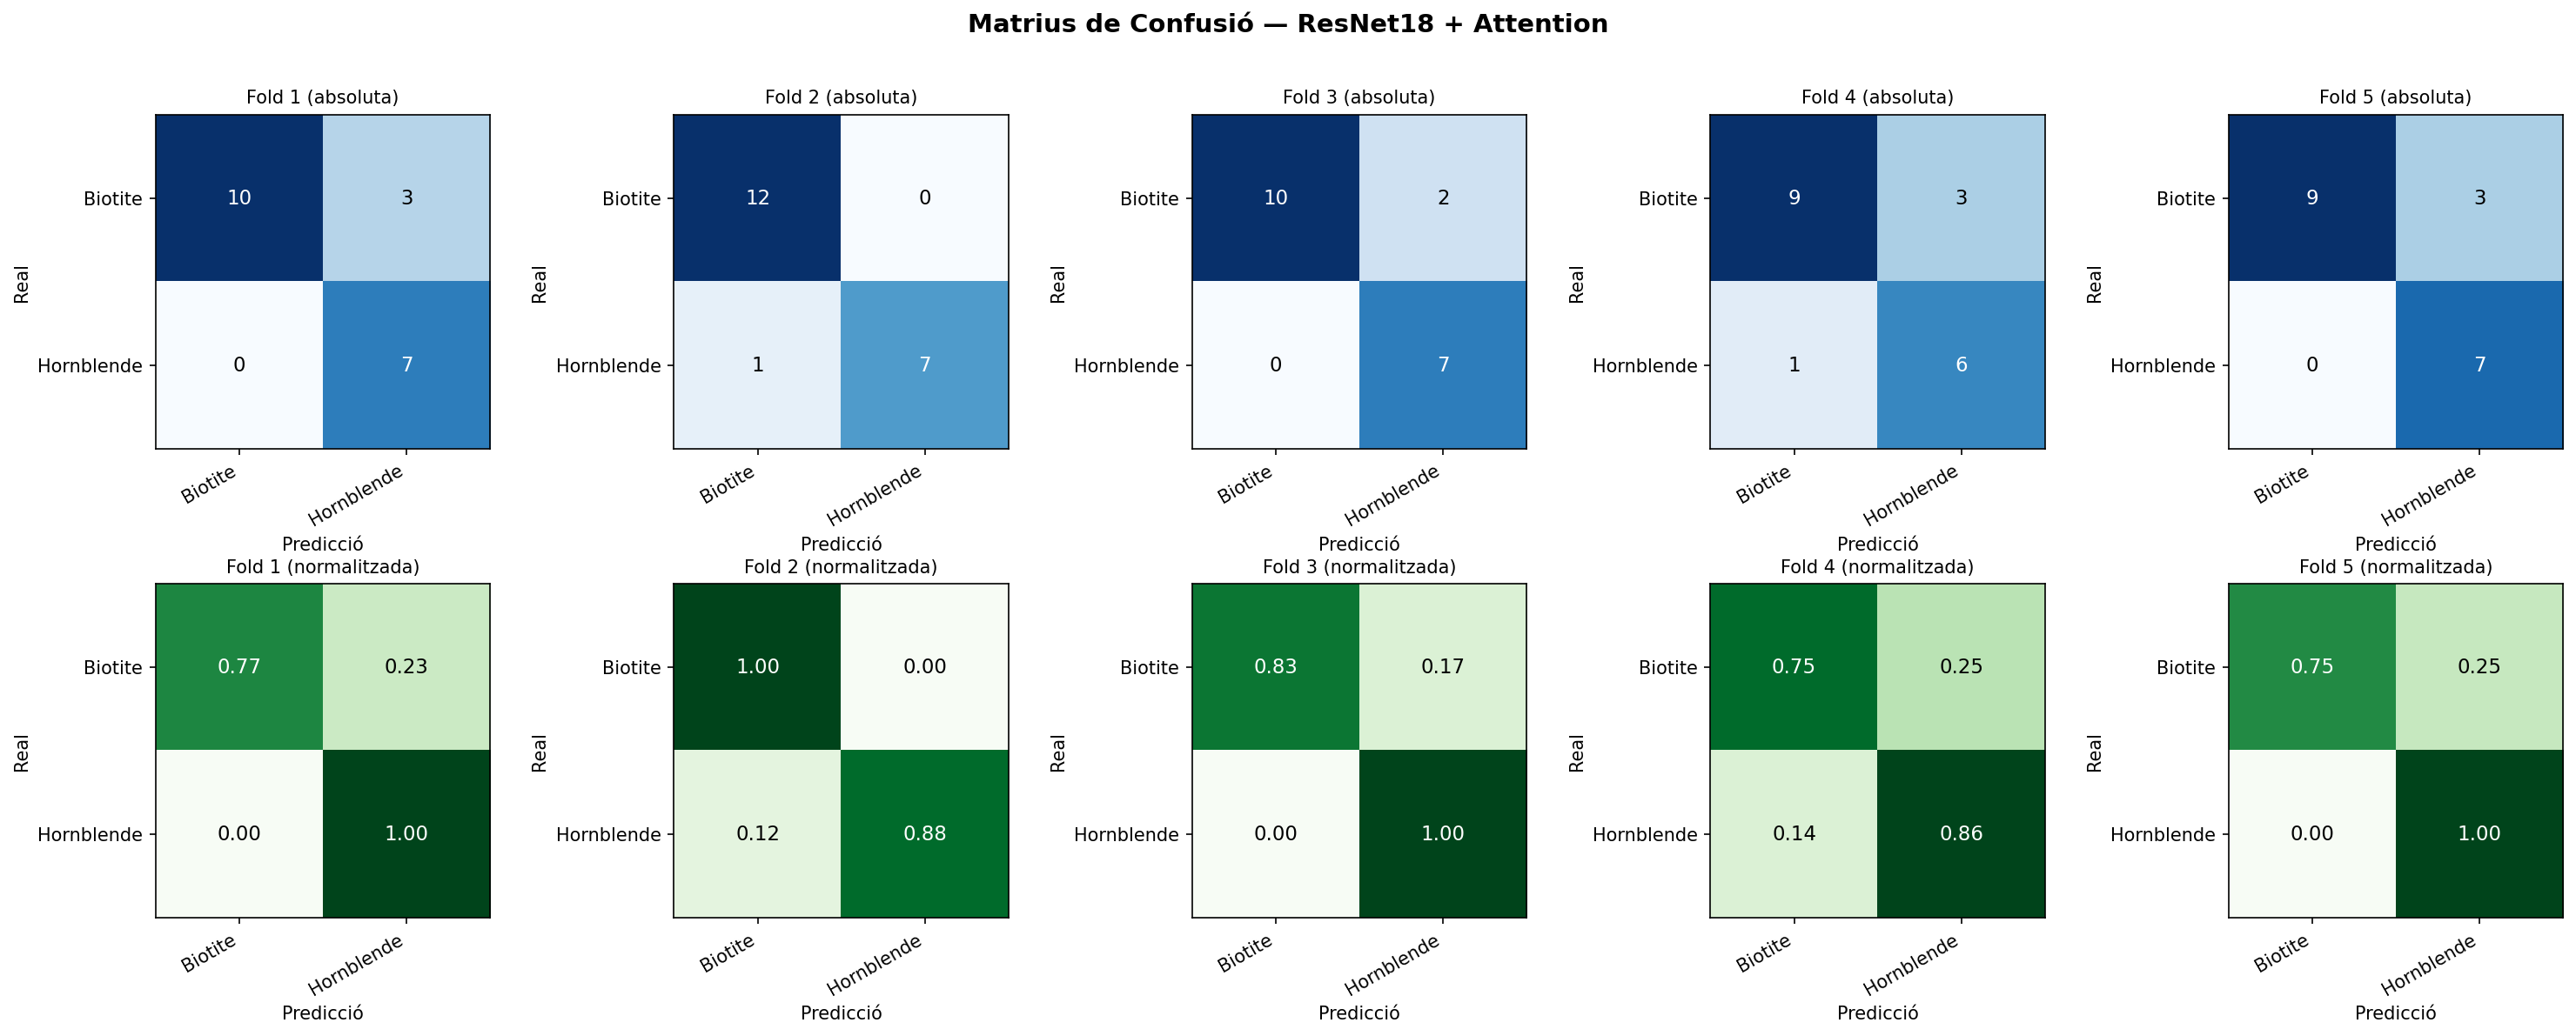 Matrius de Confusió — ResNet18 + Attention
Fold 1 (absoluta)
Real
Biotite
10
3
Hornblende
0
7
Biotite
Hornblende
Predicció
Fold 2 (absoluta)
Real
Biotite
12
0
Hornblende
1
7
Biotite
Hornblende
Predicció
Fold 3 (absoluta)
Real
Biotite
10
2
Hornblende
0
7
Biotite
Hornblende
Predicció
Fold 4 (absoluta)
Real
Biotite
9
3
Hornblende
1
6
Biotite
Hornblende
Predicció
Fold 5 (absoluta)
Real
Biotite
9
3
Hornblende
0
7
Biotite
Hornblende
Predicció
Fold 1 (normalitzada)
Real
Biotite
0.77
0.23
Hornblende
0.00
1.00
Biotite
Hornblende
Predicció
Fold 2 (normalitzada)
Real
Biotite
1.00
0.00
Hornblende
0.12
0.88
Biotite
Hornblende
Predicció
Fold 3 (normalitzada)
Real
Biotite
0.83
0.17
Hornblende
0.00
1.00
Biotite
Hornblende
Predicció
Fold 4 (normalitzada)
Real
Biotite
0.75
0.25
Hornblende
0.14
0.86
Biotite
Hornblende
Predicció
Fold 5 (normalitzada)
Real
Biotite
0.75
0.25
Hornblende
0.00
1.00
Biotite
Hornblende
Predicció